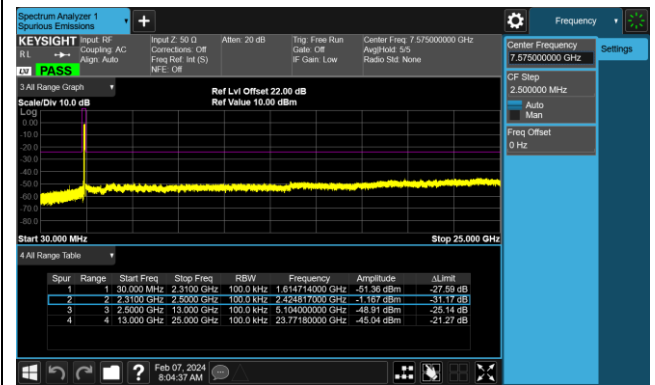 Spectrum Analyzer 1
Spurious Emissions
+
Frequency
KEYSIGHT Input: RF Input Z: 50 Ω Atten: 20 dB Trig: Free Run Center Freq: 7.575000000 GHz
RL Coupling: AC Corrections: Off Gate: Off Avg|Hold: 5/5
Align: Auto Freq Ref: Int (S) IF Gain: Low Radio Std: None
NFE: Off
PASS
Center Frequency
7.575000000 GHz
Settings
CF Step
2.500000 MHz
Auto
Man
Freq Offset
0 Hz
3 All Range Graph
Ref Lvl Offset 22.00 dB
Scale/Div 10.0 dB Ref Value 10.00 dBm
Log
0.00
-10.0
-20.0
-30.0
-40.0
-50.0
-60.0
-70.0
-80.0
Start 30.000 MHz Stop 25.000 GHz
4 All Range Table
Spur Range Start Freq Stop Freq RBW Frequency Amplitude ΔLimit
1 1 30.000 MHz 2.3100 GHz 100.0 kHz 1.614714000 GHz -51.36 dBm -27.59 dB
2 2 2.3100 GHz 2.5000 GHz 100.0 kHz 2.424817000 GHz -1.167 dBm -31.17 dB
3 3 2.5000 GHz 13.000 GHz 100.0 kHz 5.104000000 GHz -48.91 dBm -25.14 dB
4 4 13.000 GHz 25.000 GHz 100.0 kHz 23.77180000 GHz -45.04 dBm -21.27 dB
? Feb 07, 2024
8:04:37 AM